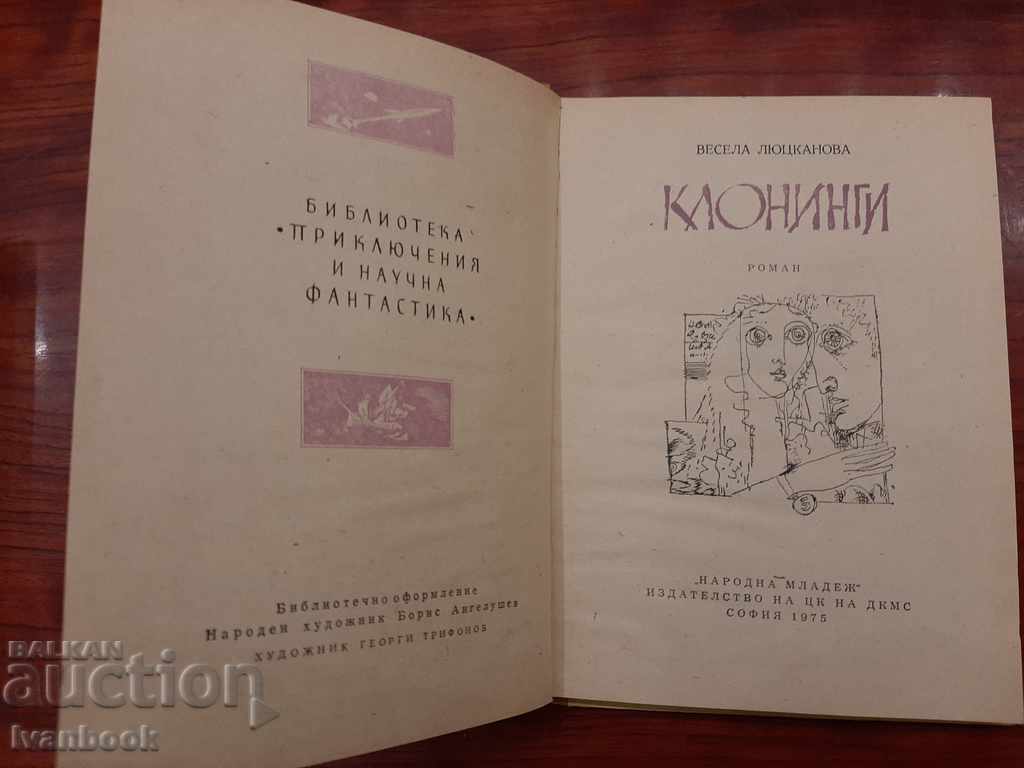 БИБЛИОТЕКА
•ПРИКЛЮЧЕНИЯ
И НАУЧНА
ФАНТАСТИКА•
Библиотечно оформление
Народен художник Борис Ангелушев
ХУДОЖНИК ГЕОРГИ ТРИФОНОВ
ВЕСЕЛА ЛЮЦКАНОВА
КЛОНИНГИ
РОМАН
„НАРОДНА МЛАДЕЖ“
ИЗДАТЕЛСТВО НА ЦК НА ДКМС
СОФИЯ 1975
BALKAN
auction
Ivanbook